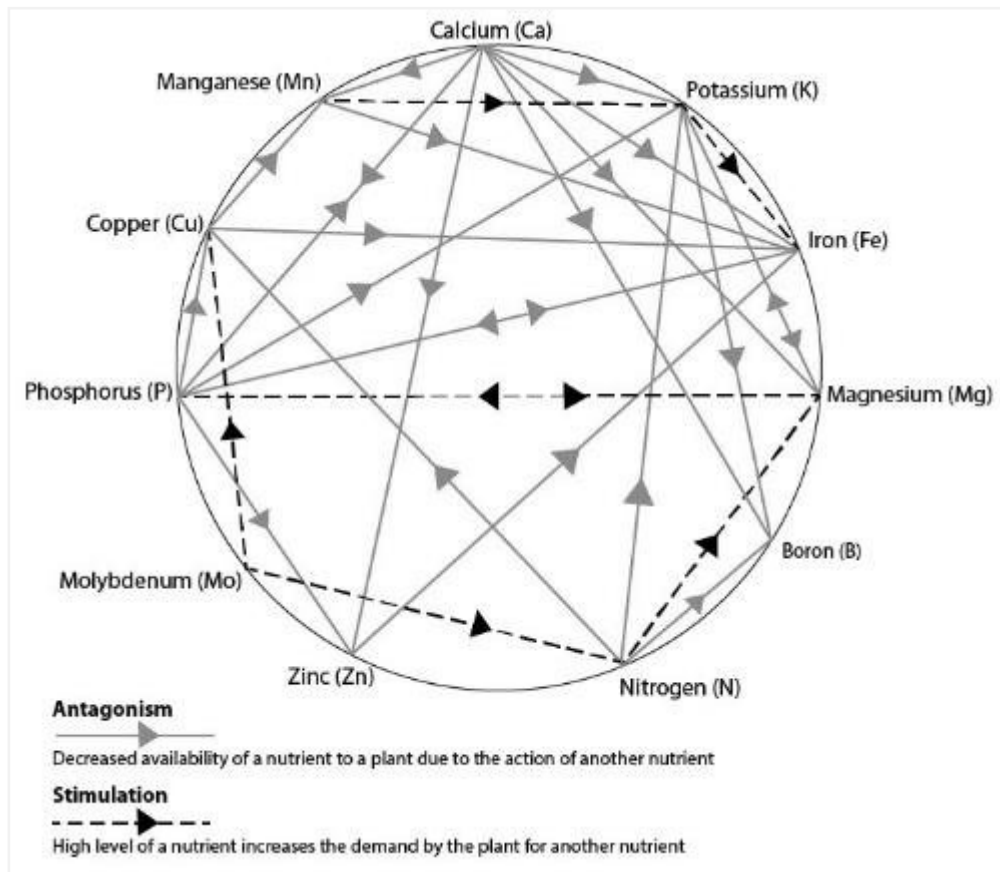 Calcium (Ca)
Manganese (Mn)
Potassium (K)
Copper (Cu)
Iron (Fe)
Phosphorus (P)
Magnesium (Mg)
Boron (B)
Molybdenum (Mo)
Zinc (Zn)
Nitrogen (N)
Antagonism
Decreased availability of a nutrient to a plant due to the action of another nutrient
Stimulation
High level of a nutrient increases the demand by the plant for another nutrient